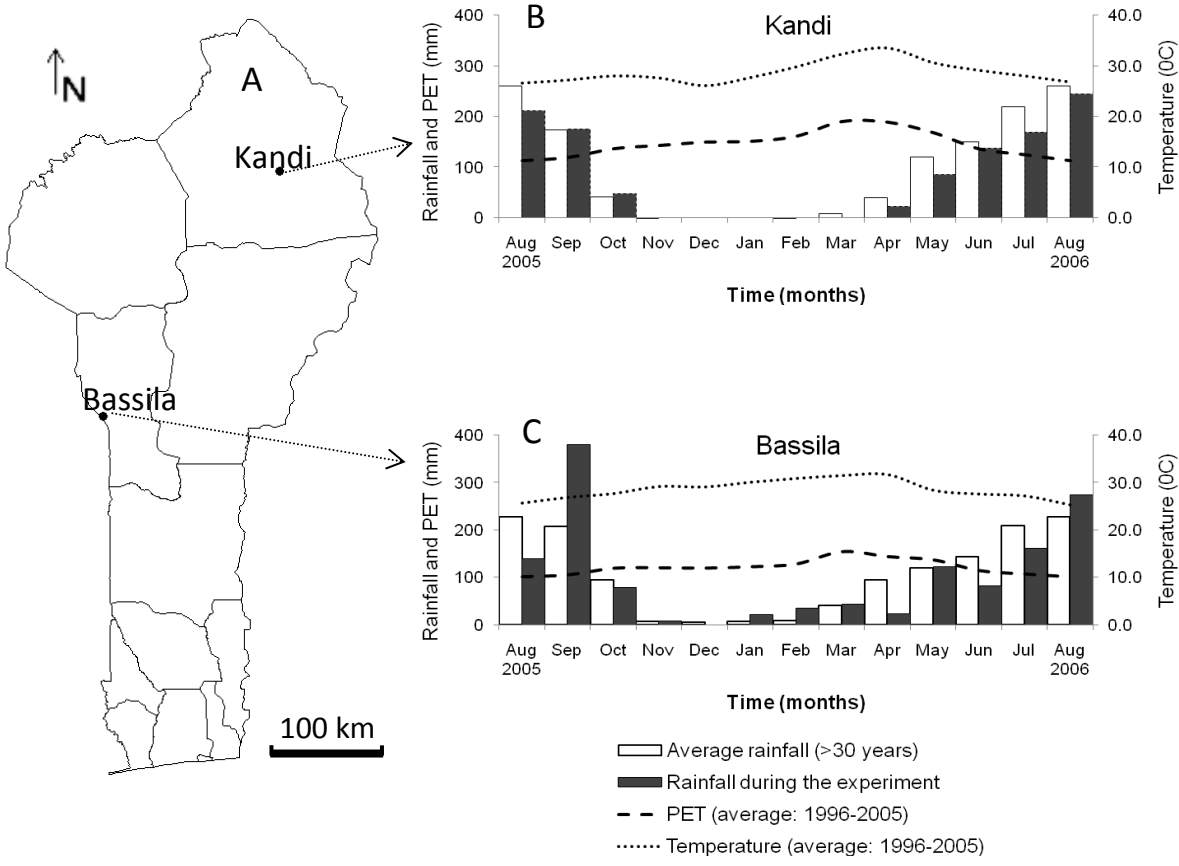 N
A
Kandi
Bassila
100 km
B
Kandi
Rainfall and PET (mm)
400
300
200
100
0
Temperature (0C)
40.0
30.0
20.0
10.0
0.0
Aug Sep Oct Nov Dec Jan Feb Mar Apr May Jun Jul Aug
2005 2006
Time (months)
C
Bassila
Rainfall and PET (mm)
400
300
200
100
0
Temperature (0C)
40.0
30.0
20.0
10.0
0.0
Aug Sep Oct Nov Dec Jan Feb Mar Apr May Jun Jul Aug
2005 2006
Time (months)
Average rainfall (>30 years)
Rainfall during the experiment
PET (average: 1996-2005)
Temperature (average: 1996-2005)